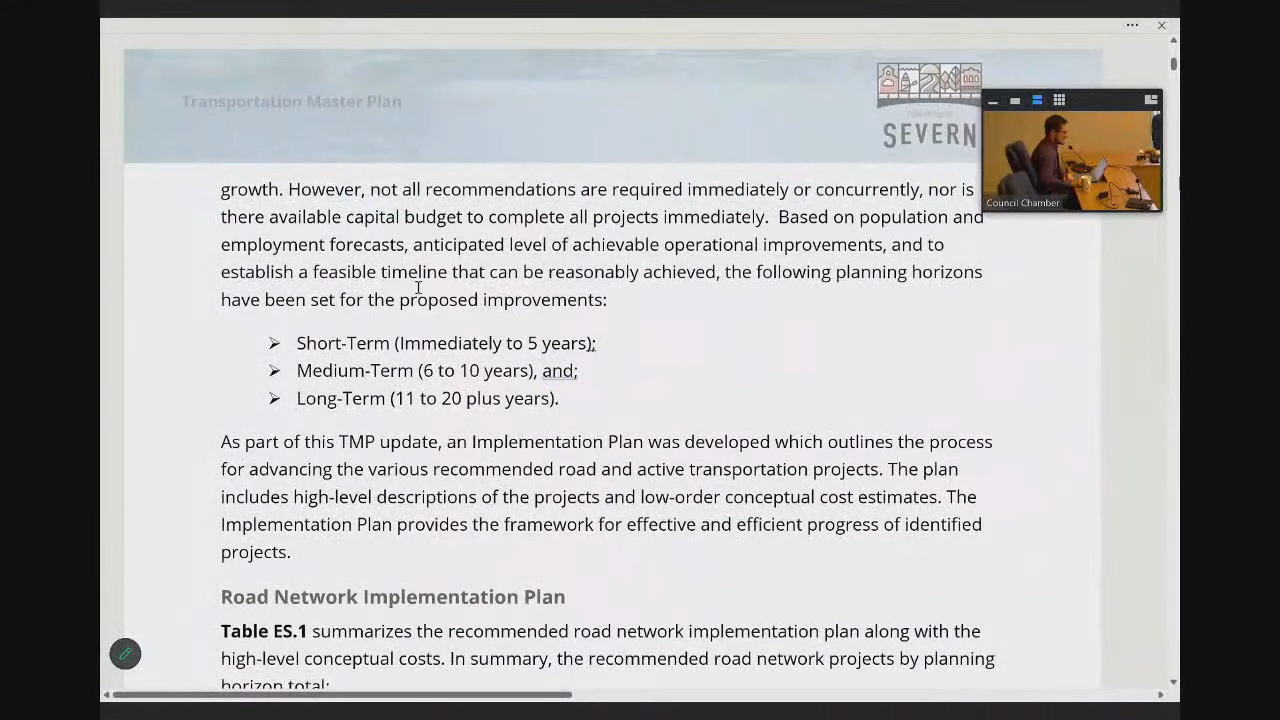 Transportation Master Plan
SEVERN
Council Chamber
growth. However, not all recommendations are required immediately or concurrently, nor is
there available capital budget to complete all projects immediately.  Based on population and
employment forecasts, anticipated level of achievable operational improvements, and to
establish a feasible timeline that can be reasonably achieved, the following planning horizons
have been set for the proposed improvements:
➢ Short-Term (Immediately to 5 years);
➢ Medium-Term (6 to 10 years), and;
➢ Long-Term (11 to 20 plus years).
As part of this TMP update, an Implementation Plan was developed which outlines the process
for advancing the various recommended road and active transportation projects. The plan
includes high-level descriptions of the projects and low-order conceptual cost estimates. The
Implementation Plan provides the framework for effective and efficient progress of identified
projects.
Road Network Implementation Plan
Table ES.1 summarizes the recommended road network implementation plan along with the
high-level conceptual costs. In summary, the recommended road network projects by planning
horizon total: